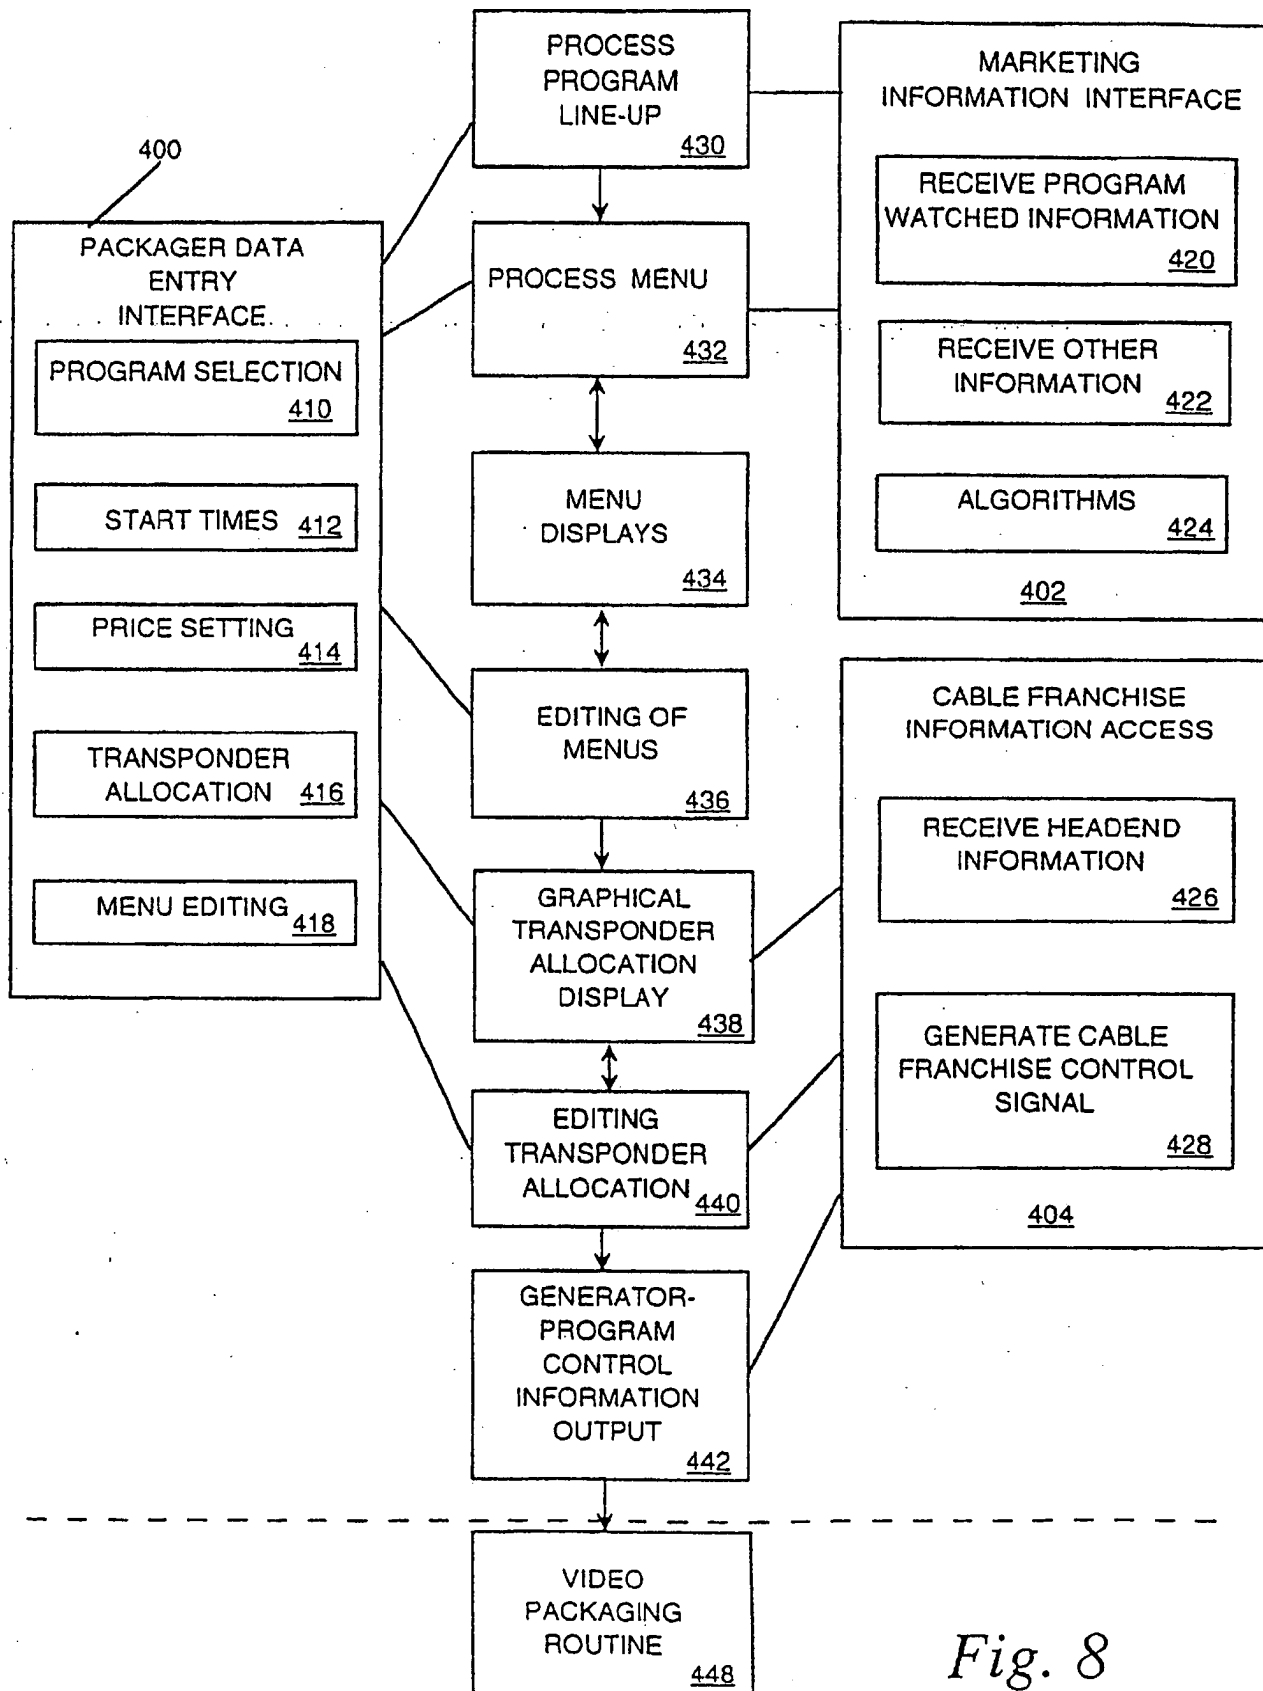 PROCESS
PROGRAM
LINE-UP
430
MARKETING
INFORMATION INTERFACE
RECEIVE PROGRAM
WATCHED INFORMATION
420
RECEIVE OTHER
INFORMATION
422
ALGORITHMS
424
402
400
PACKAGER DATA
ENTRY
INTERFACE
PROGRAM SELECTION
410
START TIMES 412
PRICE SETTING
414
TRANSPONDER
ALLOCATION 416
MENU EDITING 418
PROCESS MENU
432
MENU
DISPLAYS
434
EDITING OF
MENUS
436
GRAPHICAL
TRANSPONDER
ALLOCATION
DISPLAY
438
EDITING
TRANSPONDER
ALLOCATION 440
GENERATOR-
PROGRAM
CONTROL
INFORMATION
OUTPUT
442
CABLE FRANCHISE
INFORMATION ACCESS
RECEIVE HEADEND
INFORMATION
426
GENERATE CABLE
FRANCHISE CONTROL
SIGNAL
428
404
VIDEO
PACKAGING
ROUTINE
448
Fig. 8